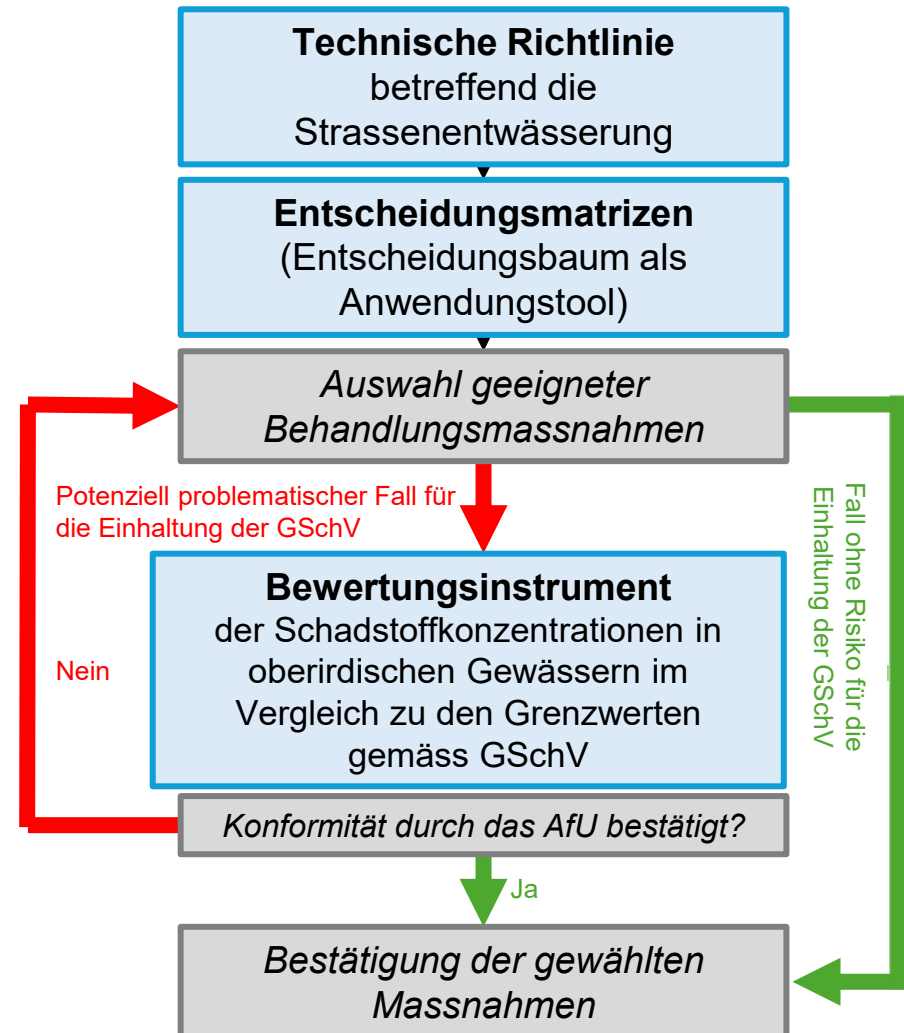 Technische Richtlinie
betreffend die
Strassenentwässerung
Entscheidungsmatrizen
(Entscheidungsbaum als
Anwendungstool)
Auswahl geeigneter
Behandlungsmassnahmen
Potenziell problematischer Fall für
die Einhaltung der GSchV
Fall ohne Risiko für die
Einhaltung der GSchV
Bewertungsinstrument
der Schadstoffkonzentrationen in
oberirdischen Gewässern im
Vergleich zu den Grenzwerten
gemäss GSchV
Nein
Konformität durch das AfU bestätigt?
Ja
Bestätigung der gewählten
Massnahmen